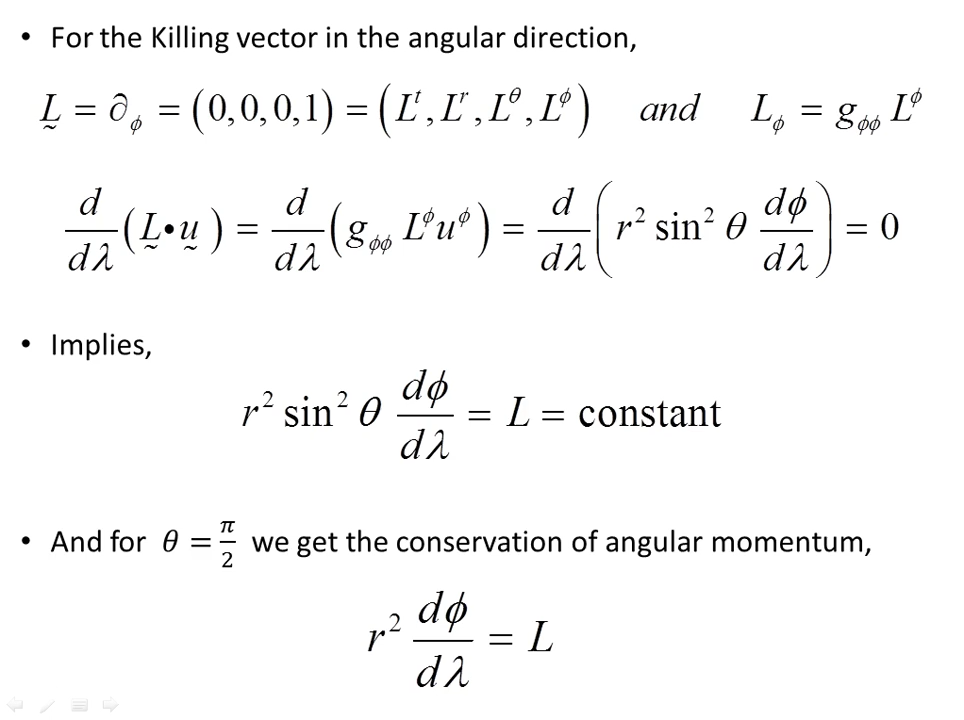 • For the Killing vector in the angular direction,
L̰ = ∂_ϕ = (0,0,0,1) = (L^t, L^r, L^θ, L^ϕ) and L_ϕ = g_ϕϕ L^ϕ
d/dλ (L̰•ṵ) = d/dλ (g_ϕϕ L^ϕ u^ϕ) = d/dλ (r² sin² θ dϕ/dλ) = 0
• Implies,
r² sin² θ dϕ/dλ = L = constant
• And for θ = π/2 we get the conservation of angular momentum,
r² dϕ/dλ = L